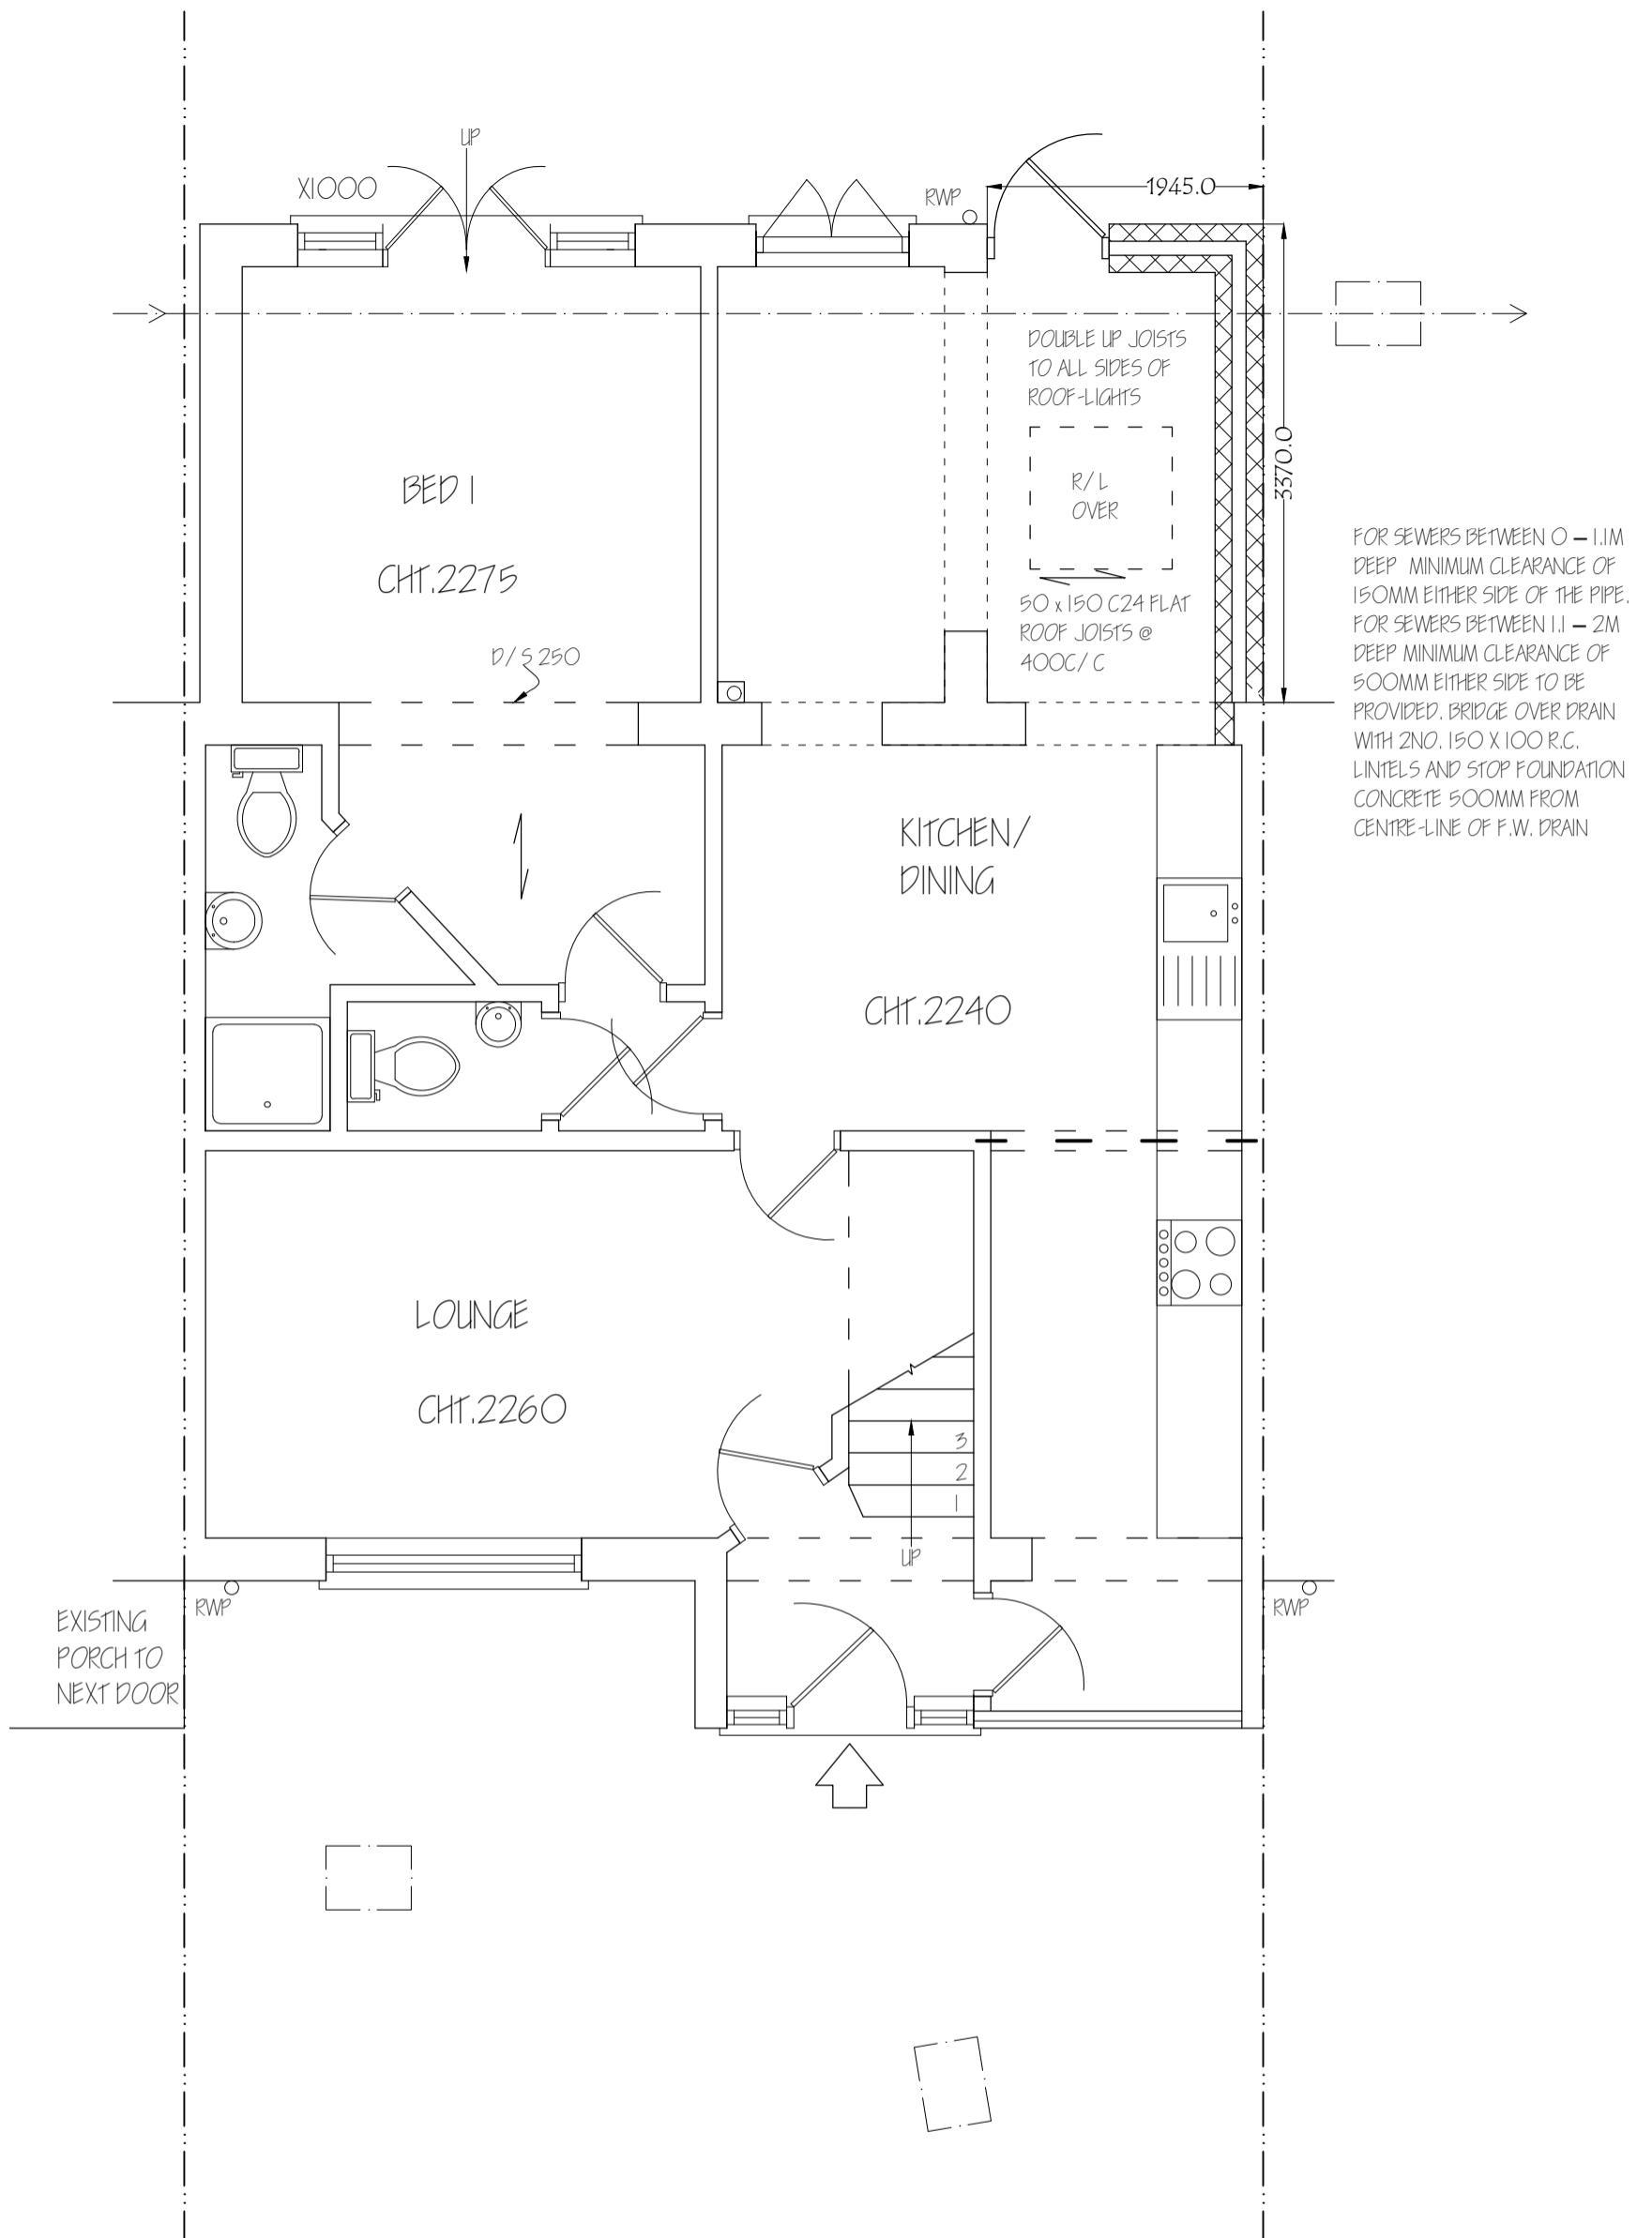 UP
X1000
RWP
1945.0
DOUBLE UP JOISTS
TO ALL SIDES OF
ROOF-LIGHTS
3370.0
BED 1
CHT.2275
R/L
OVER
50 x 150 C24 FLAT
ROOF JOISTS @
400C/C
D/S 250
FOR SEWERS BETWEEN 0 – 1.1M
DEEP MINIMUM CLEARANCE OF
150MM EITHER SIDE OF THE PIPE.
FOR SEWERS BETWEEN 1.1 – 2M
DEEP MINIMUM CLEARANCE OF
500MM EITHER SIDE TO BE
PROVIDED. BRIDGE OVER DRAIN
WITH 2NO. 150 X 100 R.C.
LINTELS AND STOP FOUNDATION
CONCRETE 500MM FROM
CENTRE-LINE OF F.W. DRAIN
KITCHEN/
DINING
CHT.2240
LOUNGE
CHT.2260
3
2
1
UP
RWP
RWP
EXISTING
PORCH TO
NEXT DOOR